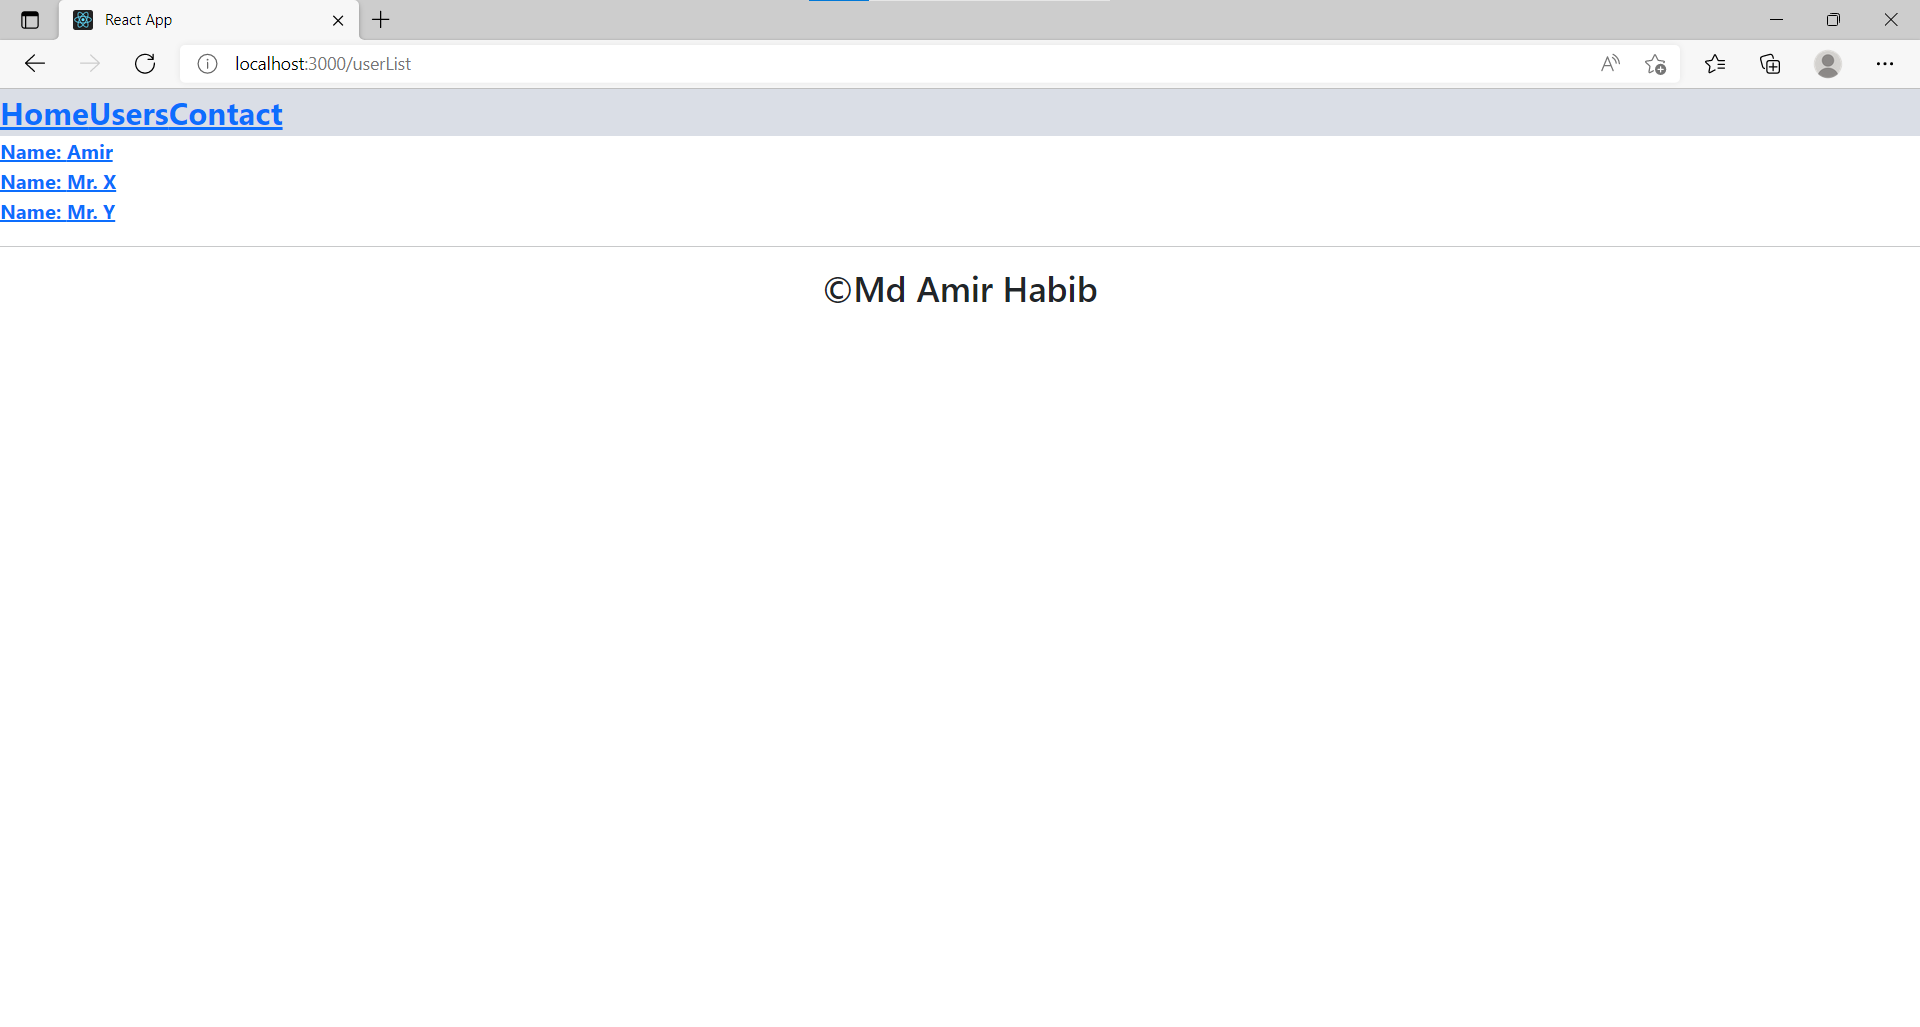 React App
localhost:3000/userList
HomeUsersContact
Name: Amir
Name: Mr. X
Name: Mr. Y
©Md Amir Habib